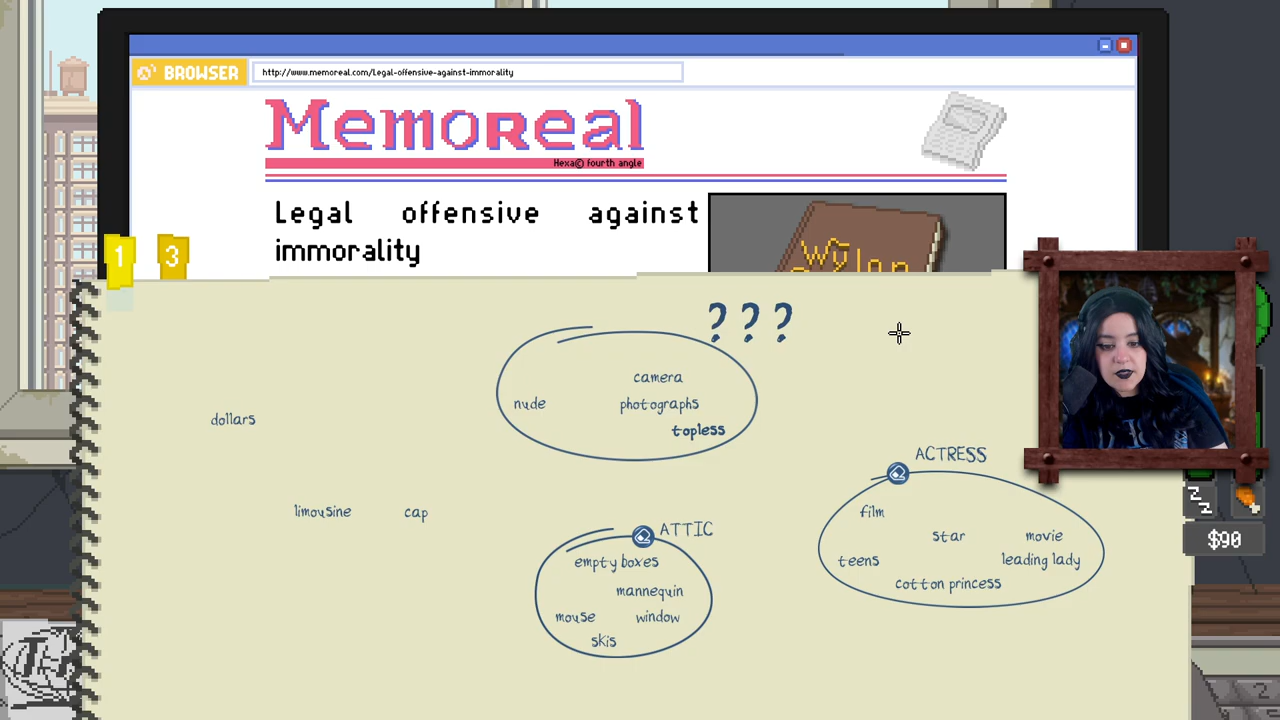 BROWSER
http://www.memoreal.com/Legal-offensive-against-immorality
Memoreal
Hexa© fourth angle
Legal offensive against
immorality
1 3
???
camera
nude photographs
topless
dollars
ACTRESS
film
limousine cap
star movie
ATTIC
teens leading lady
empty boxes
cotton princess
mannequin
mouse window
skis
$90